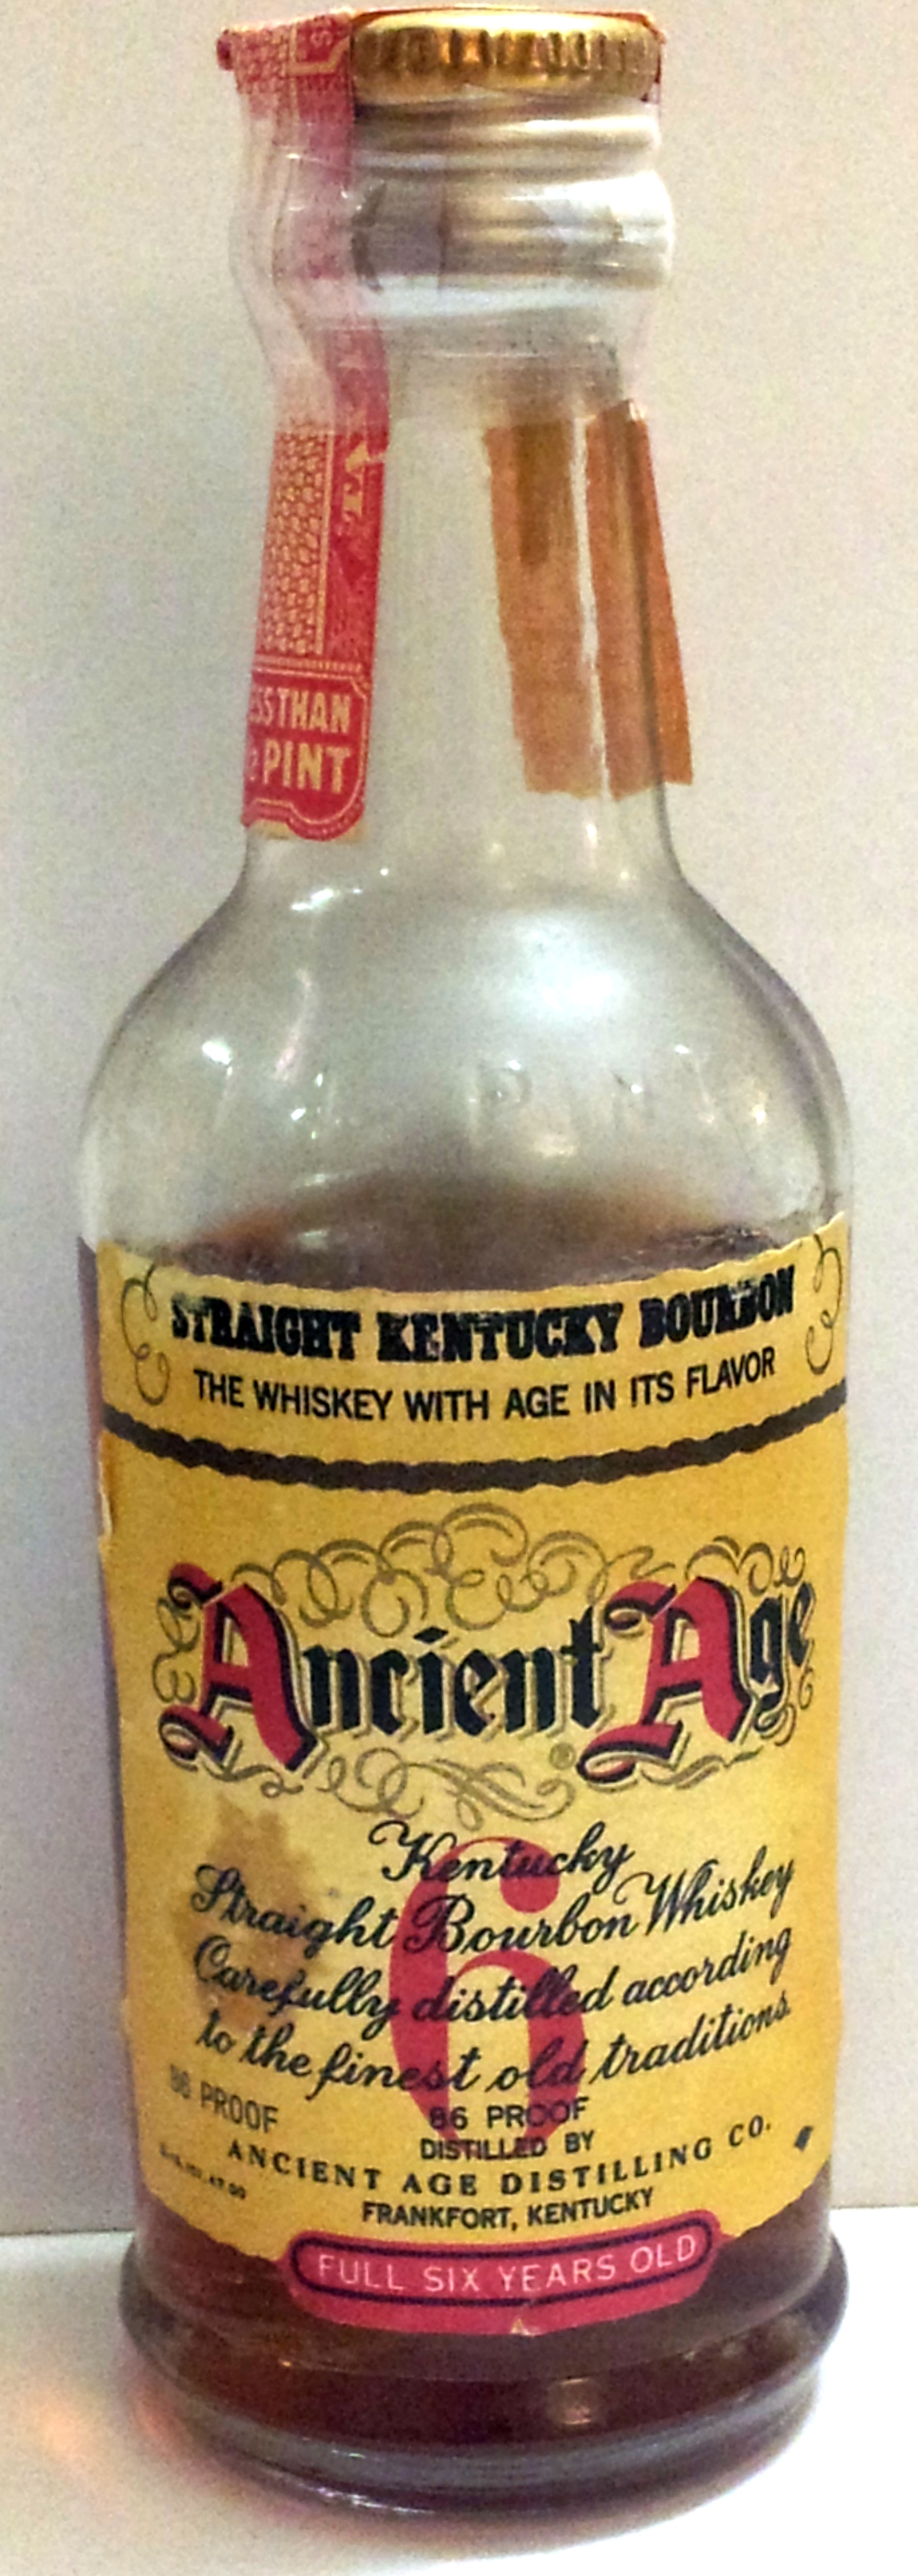 THAN
PINT
PIN
STRAIGHT KENTUCKY BOURBON
THE WHISKEY WITH AGE IN ITS FLAVOR
Ancient Age
®
6
Kentucky
Straight Bourbon Whiskey
Carefully distilled according
to the finest old traditions.
86 PROOF
86 PROOF
DISTILLED BY
ANCIENT AGE DISTILLING CO.
FRANKFORT, KENTUCKY
FULL SIX YEARS OLD